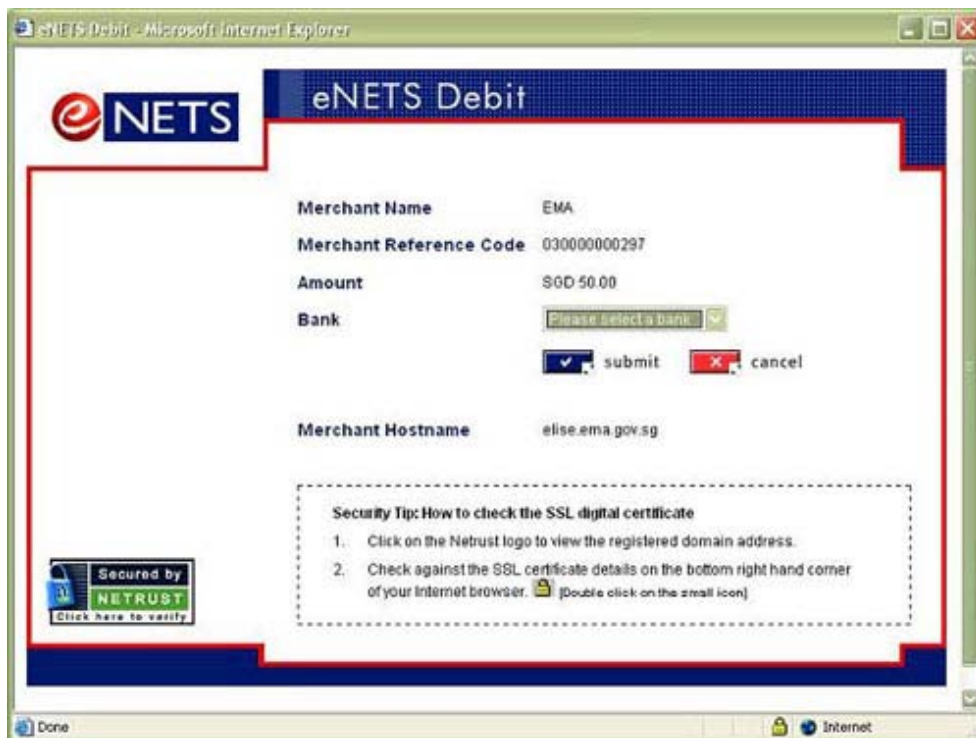 eNETS Debit - Microsoft Internet Explorer
e NETS
eNETS Debit
Merchant Name EMA
Merchant Reference Code 030000000297
Amount SGD 50.00
Bank Please select a bank
submit cancel
Merchant Hostname elise.ema.gov.sg
Security Tip: How to check the SSL digital certificate
1. Click on the Netrust logo to view the registered domain address.
2. Check against the SSL certificate details on the bottom right hand corner
of your Internet browser. [Double click on the small icon]
Secured by
NETRUST
Click here to verify
Done Internet